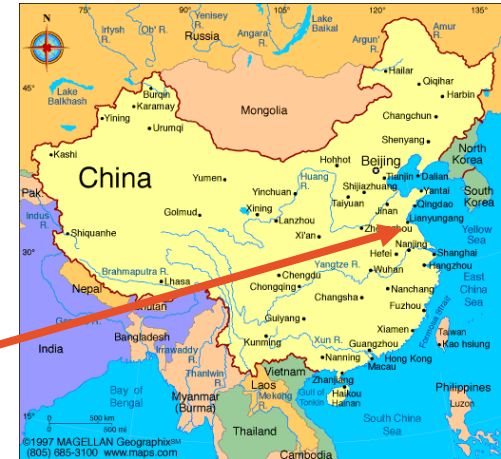 N
Irtysh R.
Ob' R.
Yenisey R.
Russia
Angara R.
Lake Baikal
Argun' R.
Amur R.
45°
105°
120°
135°
Lake Balkhash
Burqin
Karamay
Yining
Urumqi
Mongolia
Hailar
Qiqihar
Harbin
Changchun
Shenyang
North Korea
Kashi
China
Yumen
Hohhot
Beijing
Tianjin
Dalian
Huang R.
Shijiazhuang
Yantai
South Korea
Yinchuan
Taiyuan
Jinan
Qingdao
Pak.
Golmud
Xining
Lanzhou
Lianyungang
Indus R.
Xi'an
Yellow Sea
Shiquanhe
30°
Nanjing
Hefei
Shanghai
Brahmaputra R.
Yangtze R.
Wuhan
Hangzhou
Nepal
Lhasa
Chengdu
Chongqing
East China Sea
Nanchang
Changsha
Fuzhou
Bhutan
Guiyang
Formosa Strait
Xiamen
Taiwan
India
Bangladesh
Kunming
Xun R.
Guangzhou
Kao hsiung
Irrawaddy R.
Nanning
Hong Kong
Macau
Vietnam
Thanlwin R.
Zhanjiang
Laos
Philippines
Bay of Bengal
Myanmar (Burma)
Mekong R.
Gulf of Tonkin
Haikou
Hainan
Luzon
15°
500 km
500 mi
South China Sea
Thailand
©1997 MAGELLAN Geographix℠
(805) 685-3100 www.maps.com
Cambodia